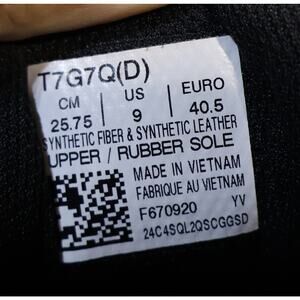 T7G7Q(D)
CM US EURO
25.75 9 40.5
SYNTHETIC FIBER & SYNTHETIC LEATHER
UPPER / RUBBER SOLE
MADE IN VIETNAM
FABRIQUE AU VIETNAM
F670920 YV
24C4SQL2QSCGGSD